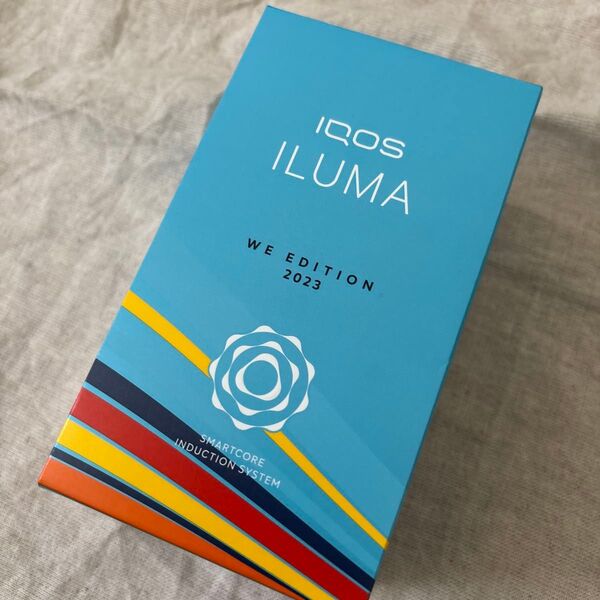 IQOS
ILUMA
WE EDITION
2023
SMARTCORE
INDUCTION SYSTEM